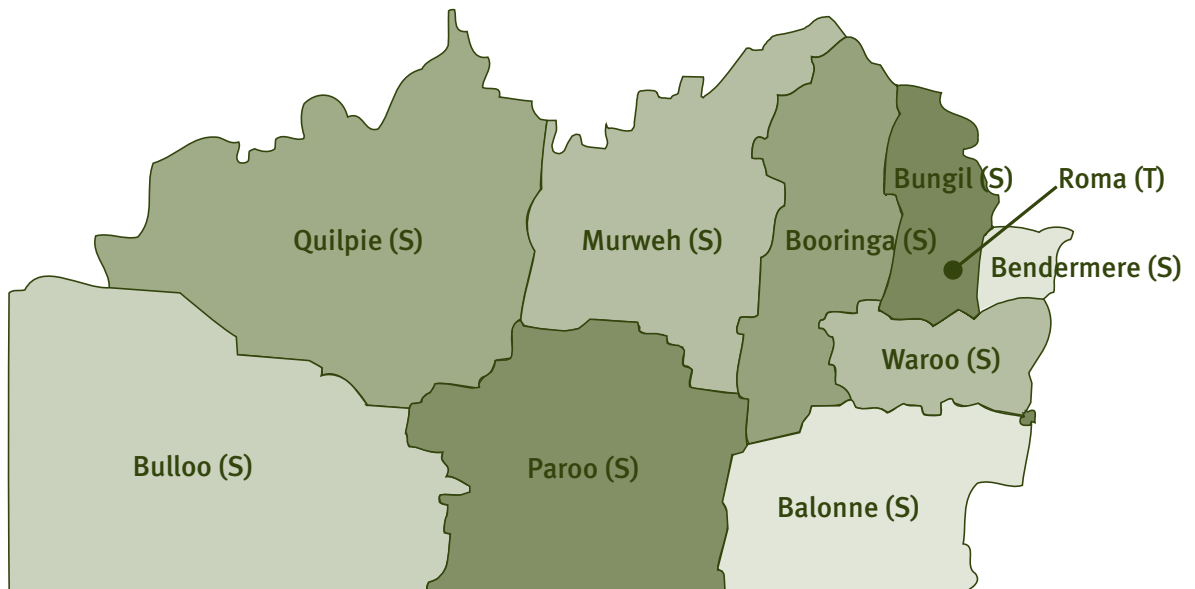 Bungil (S)
Roma (T)
Quilpie (S)
Murweh (S)
Booringa (S)
Bendermere (S)
Waroo (S)
Bulloo (S)
Paroo (S)
Balonne (S)